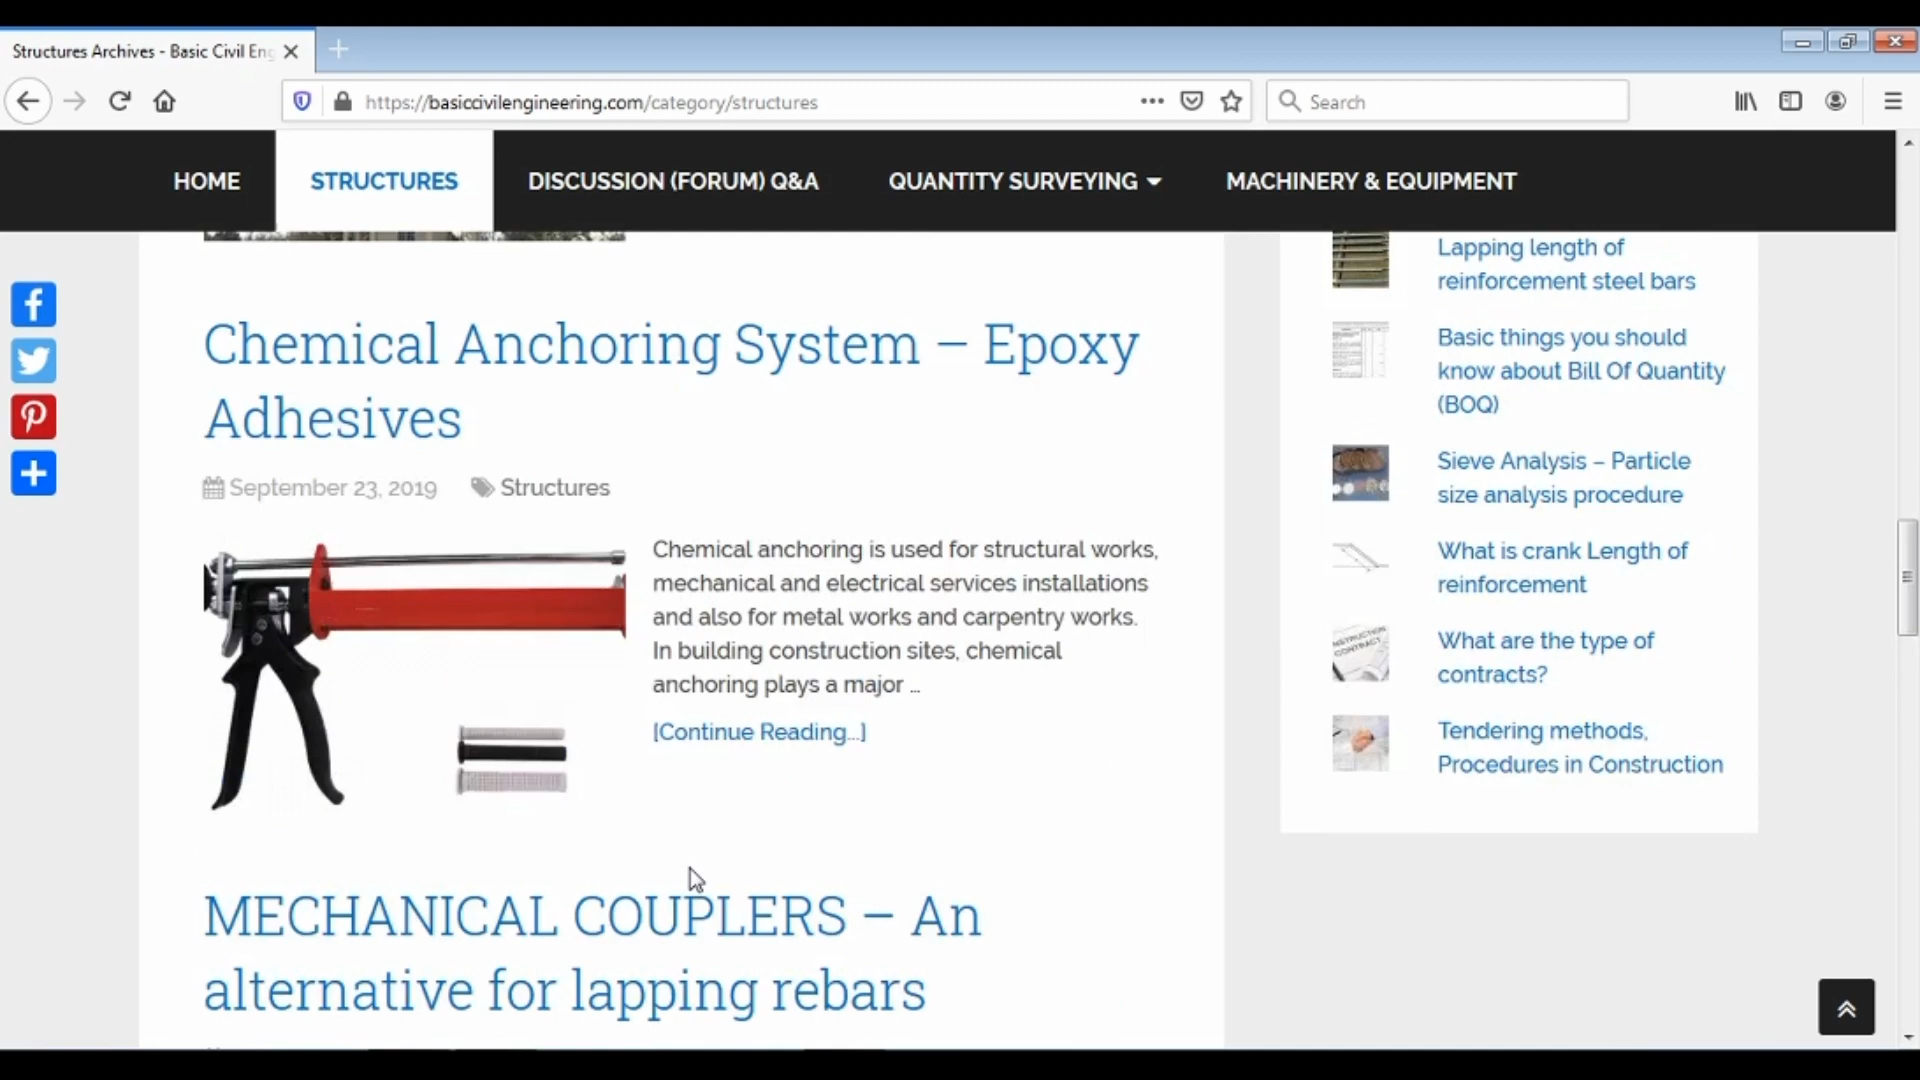 Structures Archives - Basic Civil Eng
https://basiccivilengineering.com/category/structures
Search
HOME
STRUCTURES
DISCUSSION (FORUM) Q&A
QUANTITY SURVEYING
MACHINERY & EQUIPMENT
Chemical Anchoring System – Epoxy
Adhesives
September 23, 2019
Structures
Chemical anchoring is used for structural works,
mechanical and electrical services installations
and also for metal works and carpentry works.
In building construction sites, chemical
anchoring plays a major ...
[Continue Reading...]
MECHANICAL COUPLERS – An
alternative for lapping rebars
Lapping length of
reinforcement steel bars
Basic things you should
know about Bill Of Quantity
(BOQ)
Sieve Analysis – Particle
size analysis procedure
What is crank Length of
reinforcement
What are the type of
contracts?
CONTRACT
Tendering methods,
Procedures in Construction